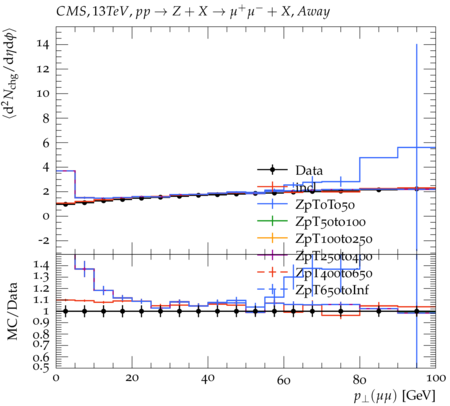 CMS, 13TeV, pp → Z + X → μ⁺μ⁻ + X, Away
⟨d²N_chg/dηdϕ⟩
14
12
10
8
6
4
2
0
−2
Data
incl
ZpT0To50
ZpT50to100
ZpT100to250
ZpT250to400
ZpT400to650
ZpT650toInf
MC/Data
1.4
1.3
1.2
1.1
1
0.9
0.8
0.7
0.6
0.5
0 20 40 60 80 100
p⊥(μμ) [GeV]